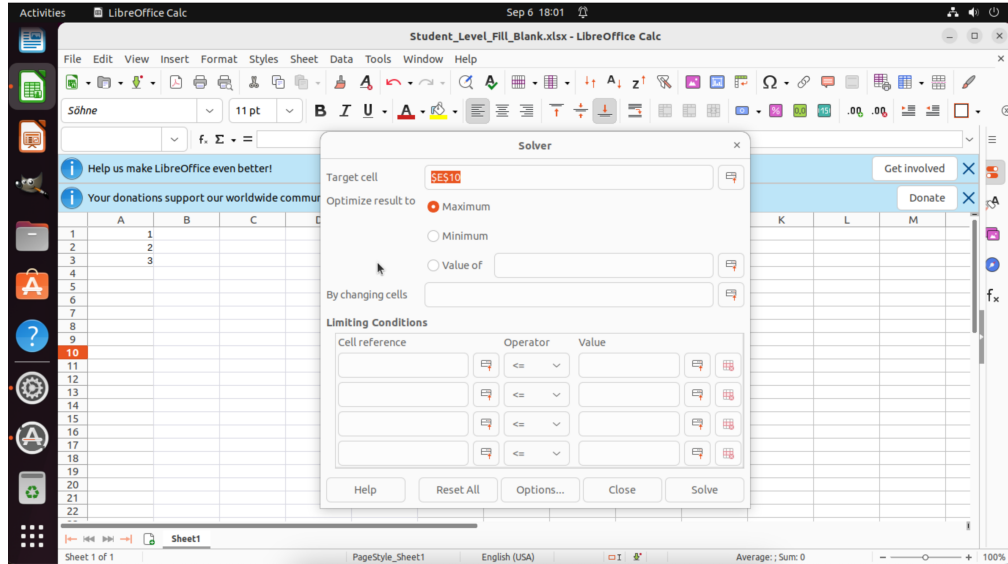 Activities LibreOffice Calc Sep 6 18:01
Student_Level_Fill_Blank.xlsx - LibreOffice Calc
File Edit View Insert Format Styles Sheet Data Tools Window Help
Söhne 11 pt B I U
Help us make LibreOffice even better! Get involved
Your donations support our worldwide commun Donate
A B C D K L M
1 1
2 2
3 3
4
5
6
7
8
9
10
11
12
13
14
15
16
17
18
19
20
21
22
Solver
Target cell $E$10
Optimize result to Maximum
Minimum
Value of
By changing cells
Limiting Conditions
Cell reference Operator Value
<=
<=
<=
<=
Help Reset All Options... Close Solve
Sheet1
Sheet 1 of 1 PageStyle_Sheet1 English (USA) Average: ; Sum: 0 100%